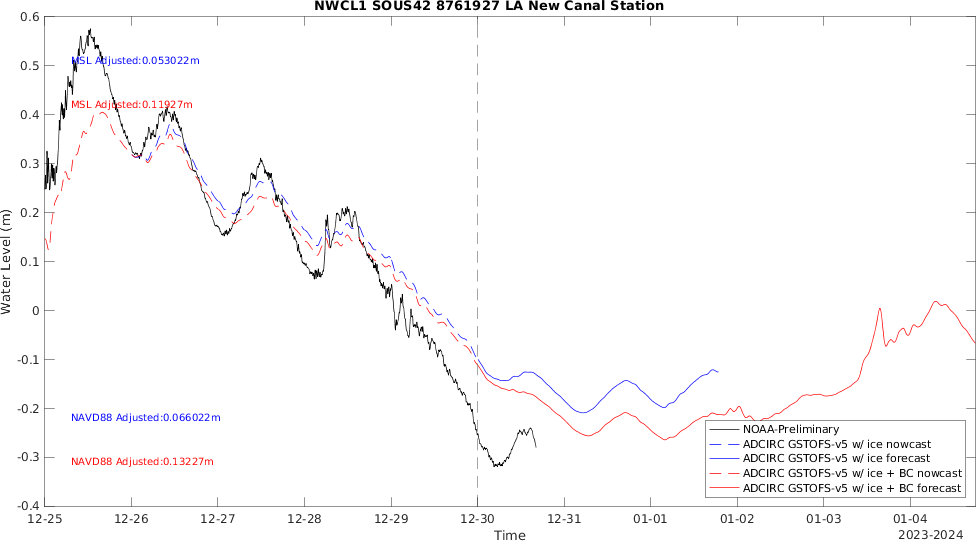 NWCL1 SOUS42 8761927 LA New Canal Station
0.6
0.5
0.4
0.3
0.2
0.1
0
-0.1
-0.2
-0.3
-0.4
Water Level (m)
MSL Adjusted:0.053022m
MSL Adjusted:0.11927m
NAVD88 Adjusted:0.066022m
NAVD88 Adjusted:0.13227m
NOAA-Preliminary
ADCIRC GSTOFS-v5 w/ ice nowcast
ADCIRC GSTOFS-v5 w/ ice forecast
ADCIRC GSTOFS-v5 w/ ice + BC nowcast
ADCIRC GSTOFS-v5 w/ ice + BC forecast
12-25 12-26 12-27 12-28 12-29 12-30 12-31 01-01 01-02 01-03 01-04
Time
2023-2024